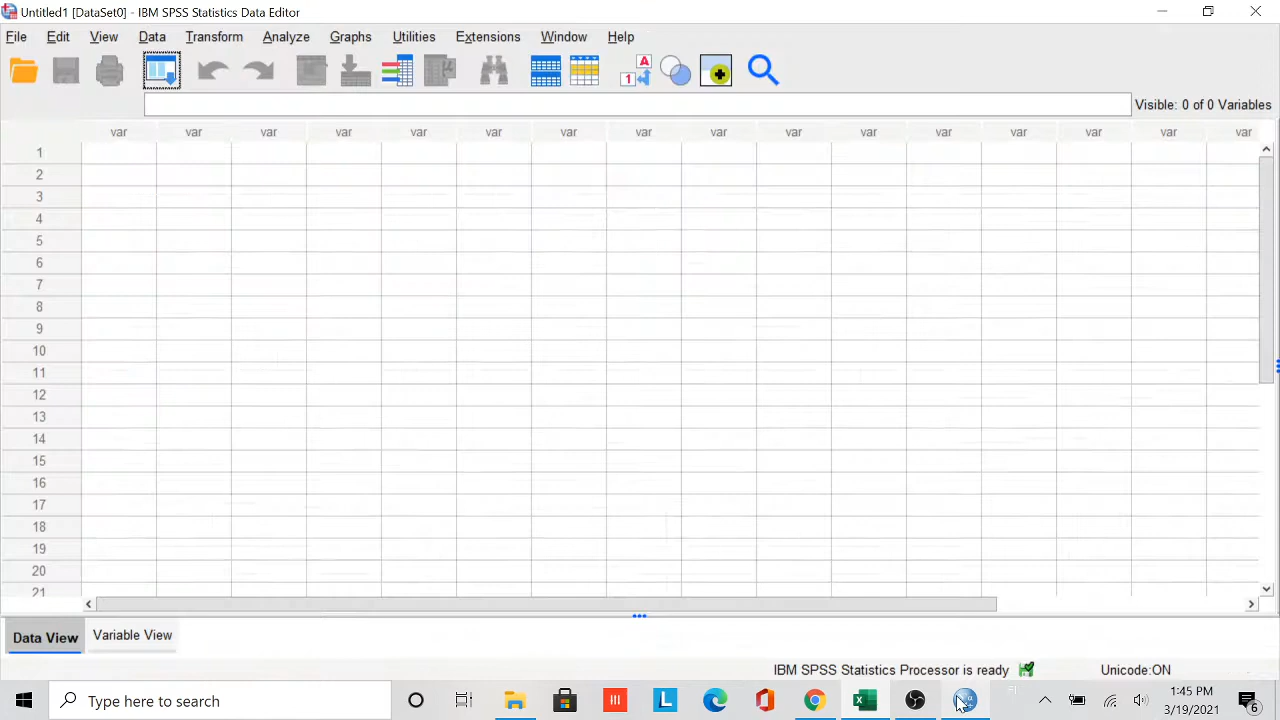 Untitled1 [DataSet0] - IBM SPSS Statistics Data Editor
File Edit View Data Transform Analyze Graphs Utilities Extensions Window Help
A
1
Visible: 0 of 0 Variables
var var var var var var var var var var var var var var var var
1
2
3
4
5
6
7
8
9
10
11
12
13
14
15
16
17
18
19
20
21
Data View Variable View
IBM SPSS Statistics Processor is ready Unicode:ON
Type here to search
L
1:45 PM
3/19/2021
6